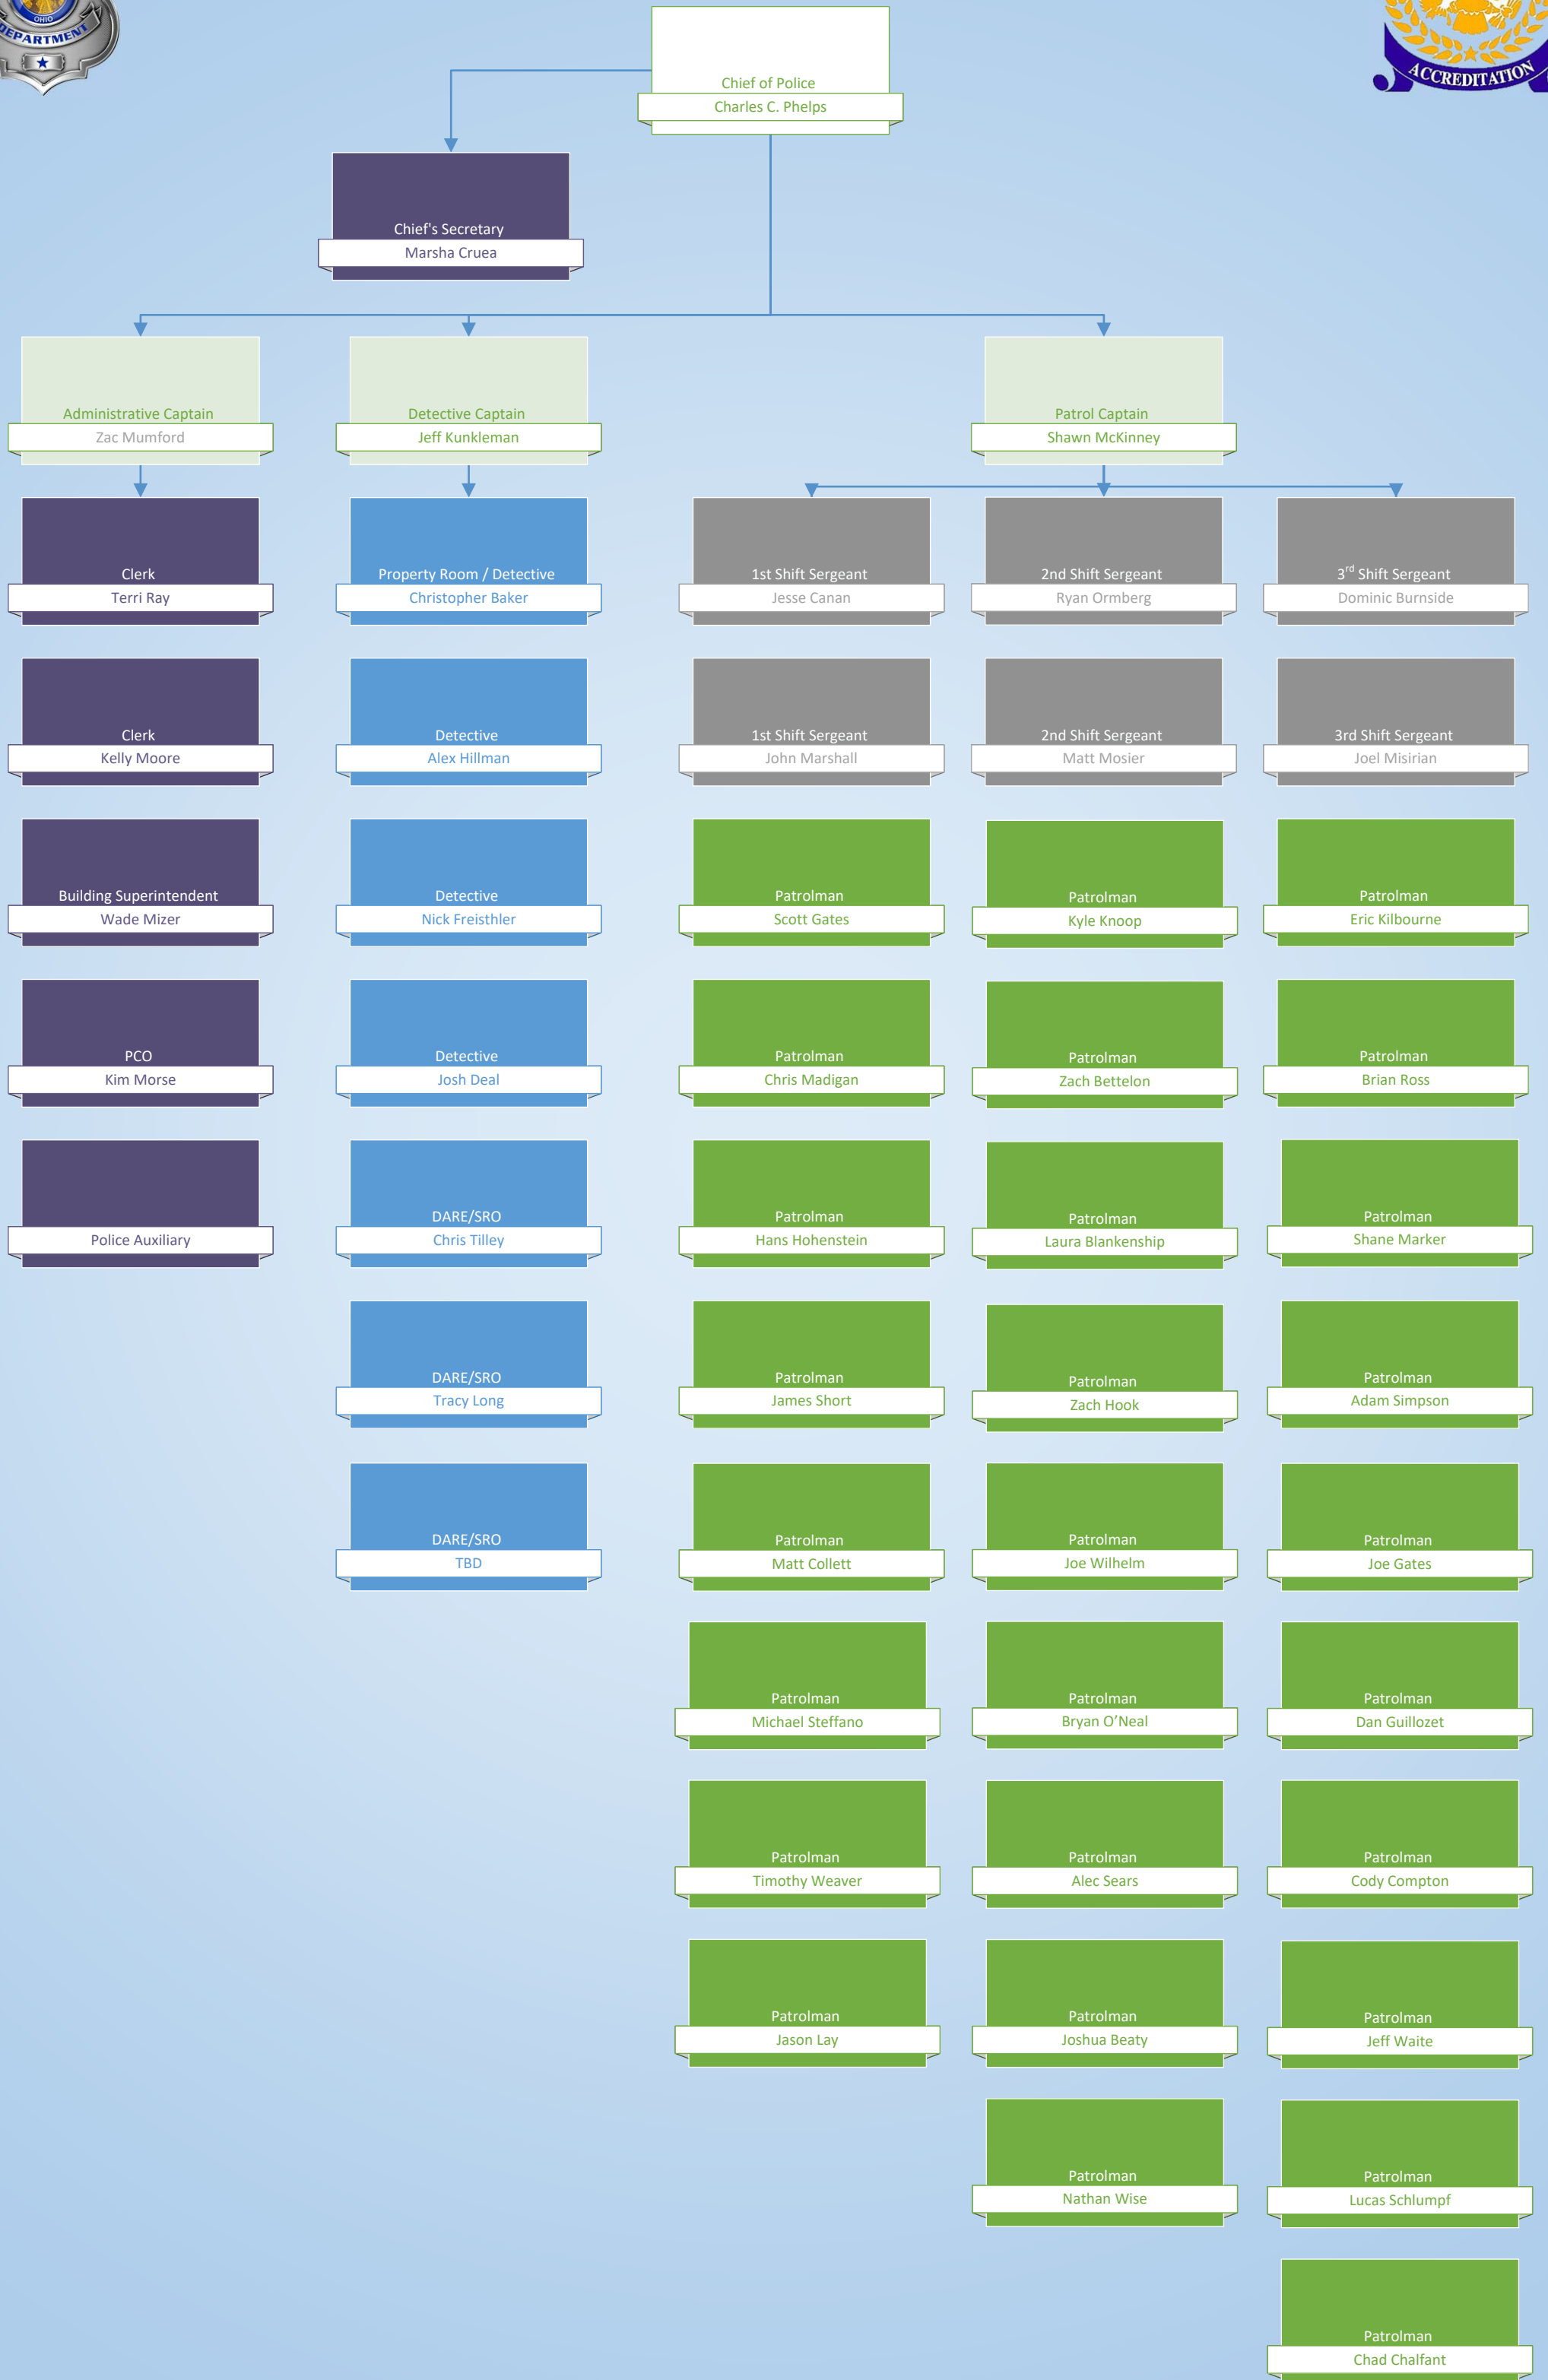 OHIO
DEPARTMENT
ACCREDITATION
Chief of Police
Charles C. Phelps
Chief's Secretary
Marsha Cruea
Administrative Captain
Zac Mumford
Detective Captain
Jeff Kunkleman
Patrol Captain
Shawn McKinney
Clerk
Terri Ray
Property Room / Detective
Christopher Baker
1st Shift Sergeant
Jesse Canan
2nd Shift Sergeant
Ryan Ormberg
3rd Shift Sergeant
Dominic Burnside
Clerk
Kelly Moore
Detective
Alex Hillman
1st Shift Sergeant
John Marshall
2nd Shift Sergeant
Matt Mosier
3rd Shift Sergeant
Joel Misirian
Building Superintendent
Wade Mizer
Detective
Nick Freisthler
Patrolman
Scott Gates
Patrolman
Kyle Knoop
Patrolman
Eric Kilbourne
PCO
Kim Morse
Detective
Josh Deal
Patrolman
Chris Madigan
Patrolman
Zach Bettelon
Patrolman
Brian Ross
Police Auxiliary
DARE/SRO
Chris Tilley
Patrolman
Hans Hohenstein
Patrolman
Laura Blankenship
Patrolman
Shane Marker
DARE/SRO
Tracy Long
Patrolman
James Short
Patrolman
Zach Hook
Patrolman
Adam Simpson
DARE/SRO
TBD
Patrolman
Matt Collett
Patrolman
Joe Wilhelm
Patrolman
Joe Gates
Patrolman
Michael Steffano
Patrolman
Bryan O’Neal
Patrolman
Dan Guillozet
Patrolman
Timothy Weaver
Patrolman
Alec Sears
Patrolman
Cody Compton
Patrolman
Jason Lay
Patrolman
Joshua Beaty
Patrolman
Jeff Waite
Patrolman
Nathan Wise
Patrolman
Lucas Schlumpf
Patrolman
Chad Chalfant